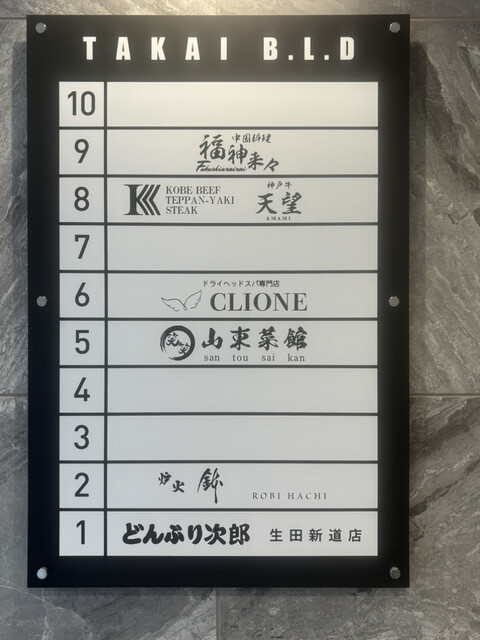 TAKAI B.L.D
10
9
中国料理
福神来々
Fukushinrairai
8
KOBE BEEF
TEPPAN-YAKI
STEAK
神戸牛
天望
AMAMI
7
6
ドライヘッドスパ専門店
CLIONE
5
山東菜館
san tou sai kan
4
3
2
炉火 鉢
ROBI HACHI
1
どんぶり次郎 生田新道店